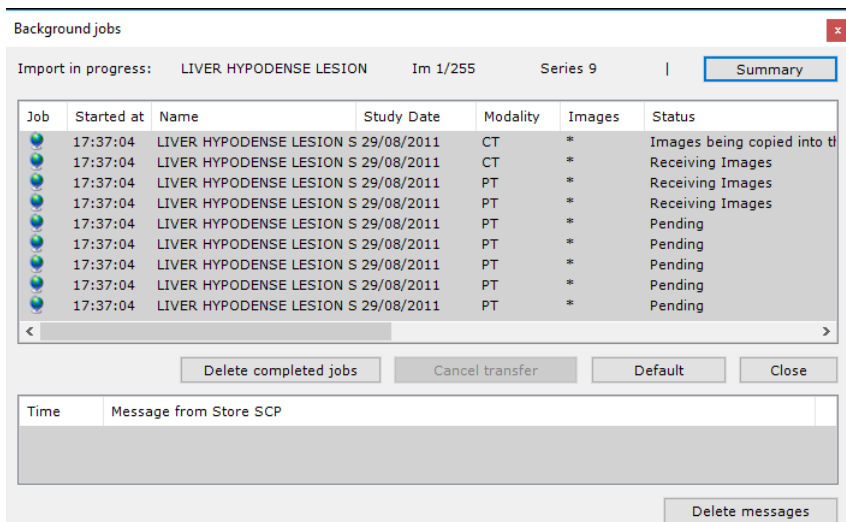 Background jobs
x
Import in progress: LIVER HYPODENSE LESION Im 1/255 Series 9 | Summary
Job Started at Name Study Date Modality Images Status
17:37:04 LIVER HYPODENSE LESION S 29/08/2011 CT * Images being copied into th
17:37:04 LIVER HYPODENSE LESION S 29/08/2011 CT * Receiving Images
17:37:04 LIVER HYPODENSE LESION S 29/08/2011 PT * Receiving Images
17:37:04 LIVER HYPODENSE LESION S 29/08/2011 PT * Receiving Images
17:37:04 LIVER HYPODENSE LESION S 29/08/2011 PT * Pending
17:37:04 LIVER HYPODENSE LESION S 29/08/2011 PT * Pending
17:37:04 LIVER HYPODENSE LESION S 29/08/2011 PT * Pending
17:37:04 LIVER HYPODENSE LESION S 29/08/2011 PT * Pending
17:37:04 LIVER HYPODENSE LESION S 29/08/2011 PT * Pending
Delete completed jobs Cancel transfer Default Close
Time Message from Store SCP
Delete messages